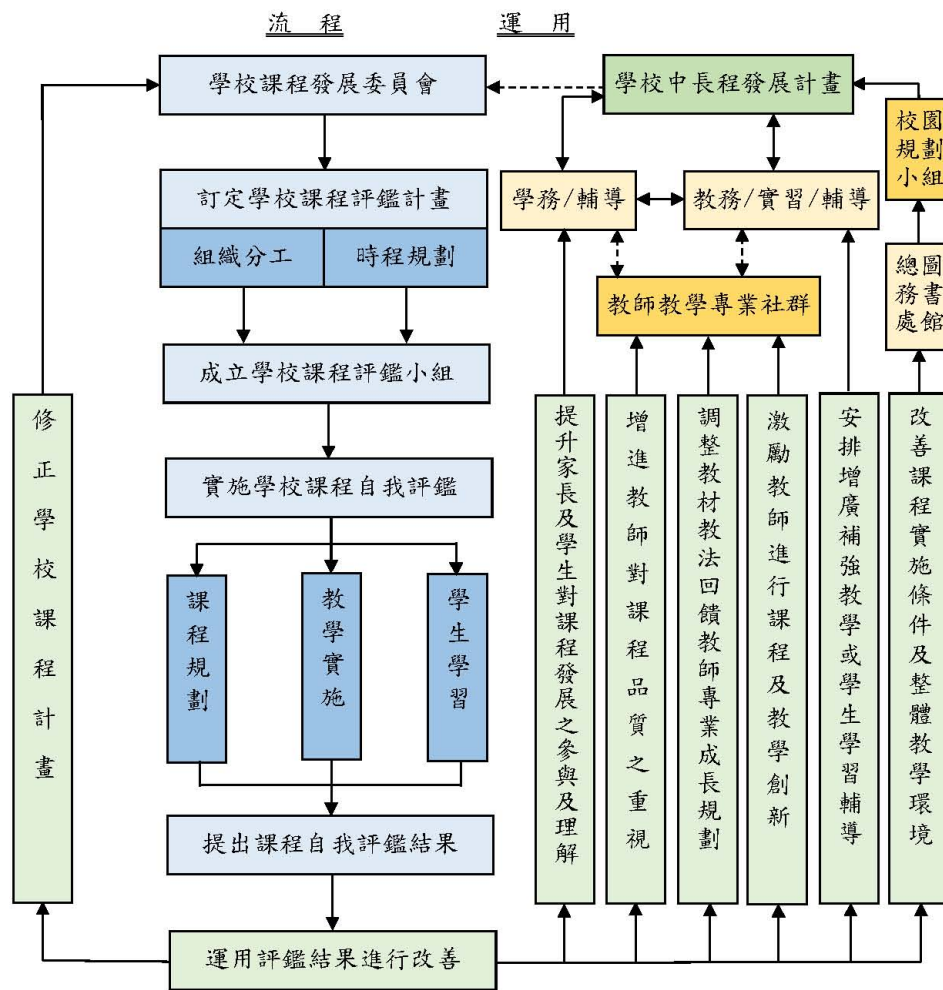 流 程
運 用
學校課程發展委員會
學校中長程發展計畫
校園
規劃
小組
訂定學校課程評鑑計畫
組織分工
時程規劃
學務/輔導
教務/實習/輔導
總圖
務書
處館
教師教學專業社群
成立學校課程評鑑小組
實施學校課程自我評鑑
課程規劃
教學實施
學生學習
提出課程自我評鑑結果
運用評鑑結果進行改善
修正學校課程計畫
提升家長及學生對課程發展之參與及理解
增進教師對課程品質之重視
調整教材教法回饋教師專業成長規劃
激勵教師進行課程及教學創新
安排增廣補強教學或學生學習輔導
改善課程實施條件及整體教學環境